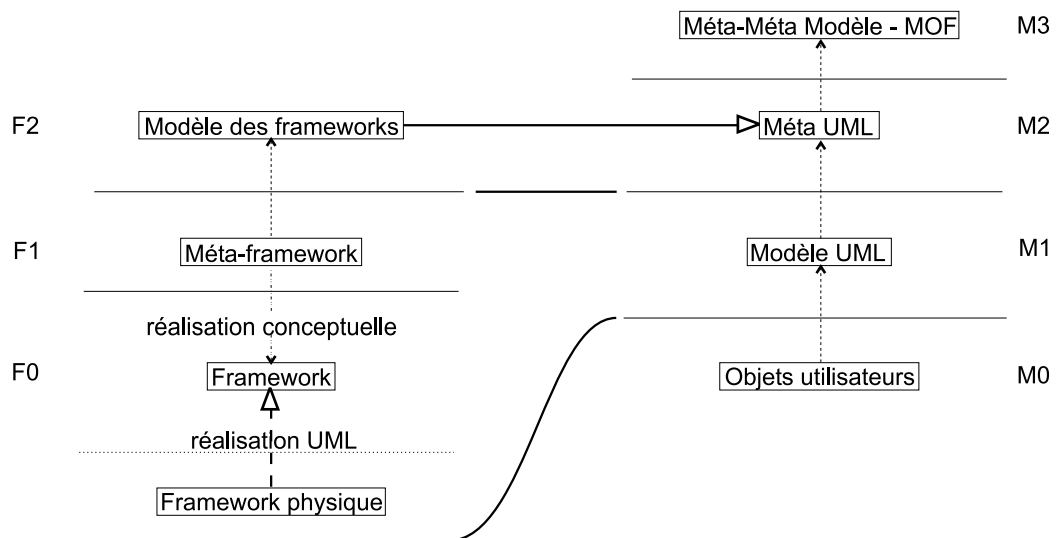 Méta-Méta Modèle - MOF
M3
F2
Modèle des frameworks
Méta UML
M2
F1
Méta-framework
Modèle UML
M1
réalisation conceptuelle
F0
Framework
Objets utilisateurs
M0
réalisation UML
Framework physique